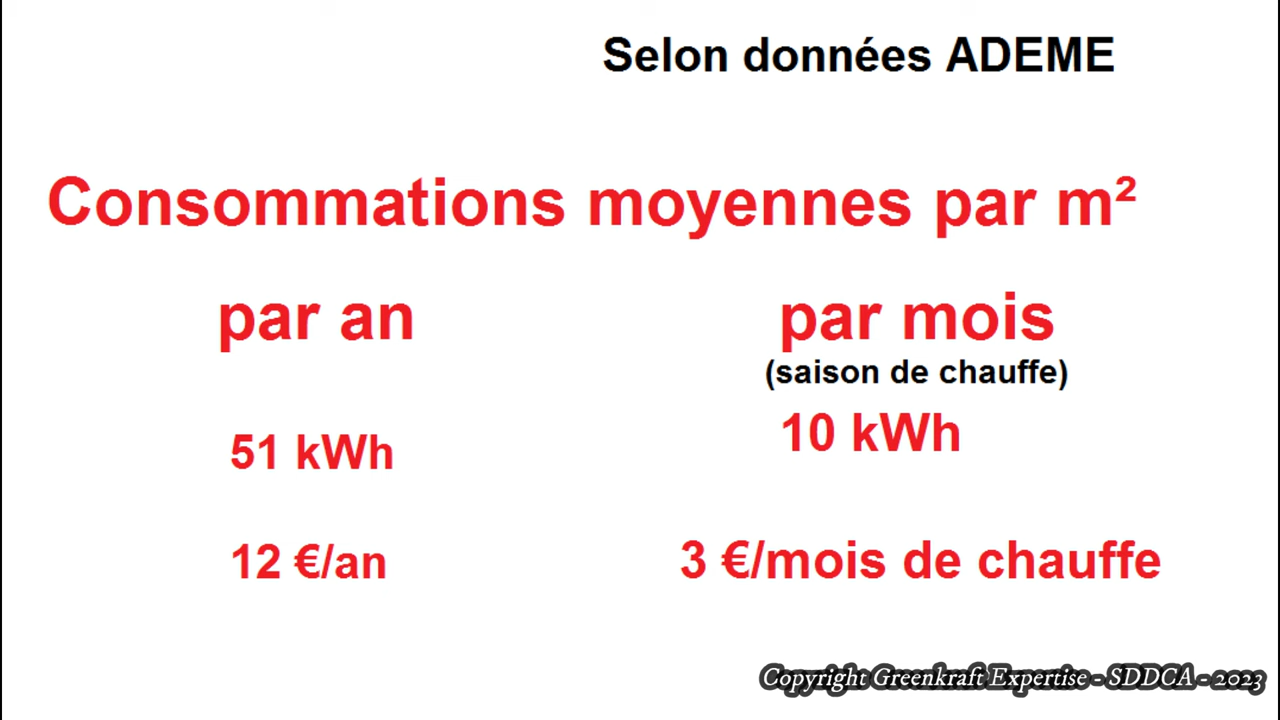 Selon données ADEME
Consommations moyennes par m²
par an
par mois
(saison de chauffe)
51 kWh
10 kWh
12 €/an
3 €/mois de chauffe
Copyright Greenkraft Expertise - SDDCA - 2023